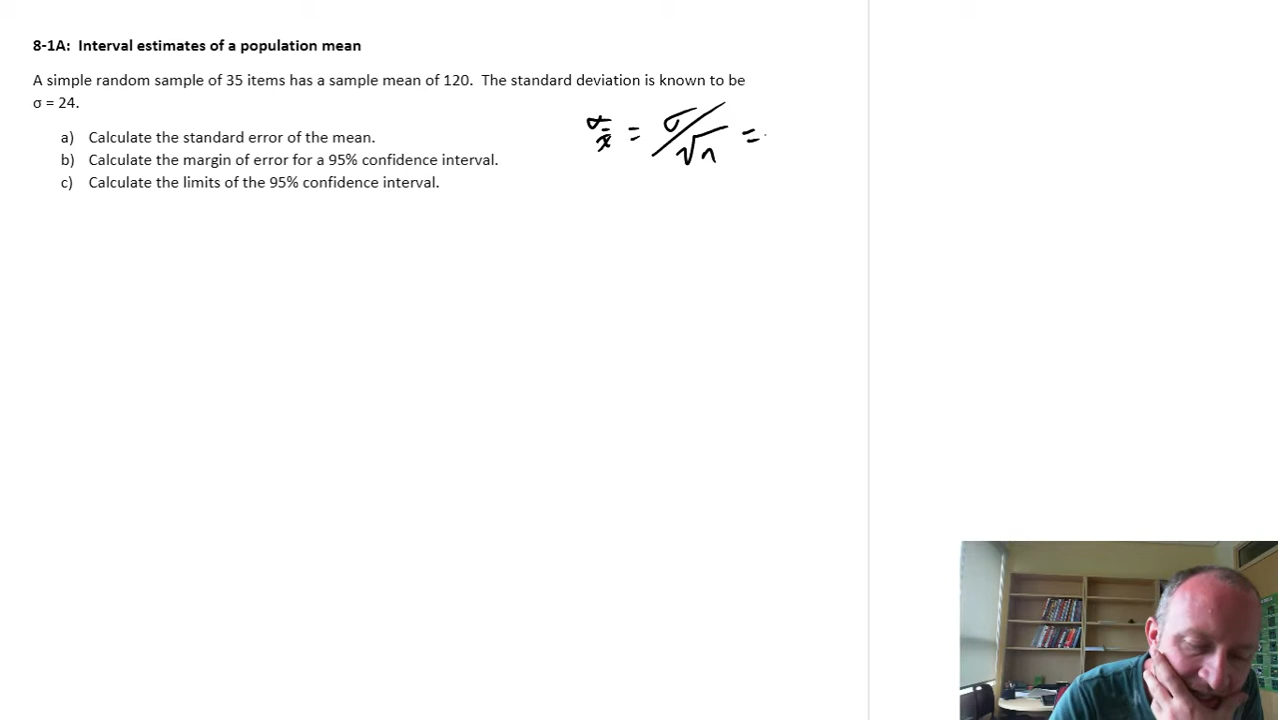 8-1A: Interval estimates of a population mean
A simple random sample of 35 items has a sample mean of 120. The standard deviation is known to be
σ = 24.
a) Calculate the standard error of the mean.
b) Calculate the margin of error for a 95% confidence interval.
c) Calculate the limits of the 95% confidence interval.
σx̄ = σ/√n =